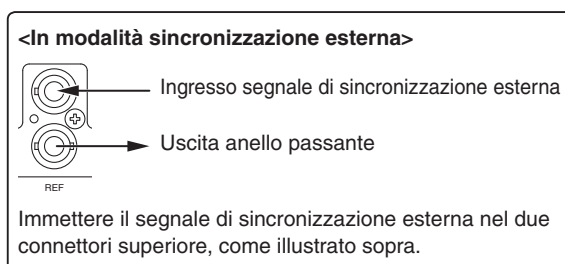 <In modalità sincronizzazione esterna>
Ingresso segnale di sincronizzazione esterna
Uscita anello passante
REF
Immettere il segnale di sincronizzazione esterna nel due
connettori superiore, come illustrato sopra.